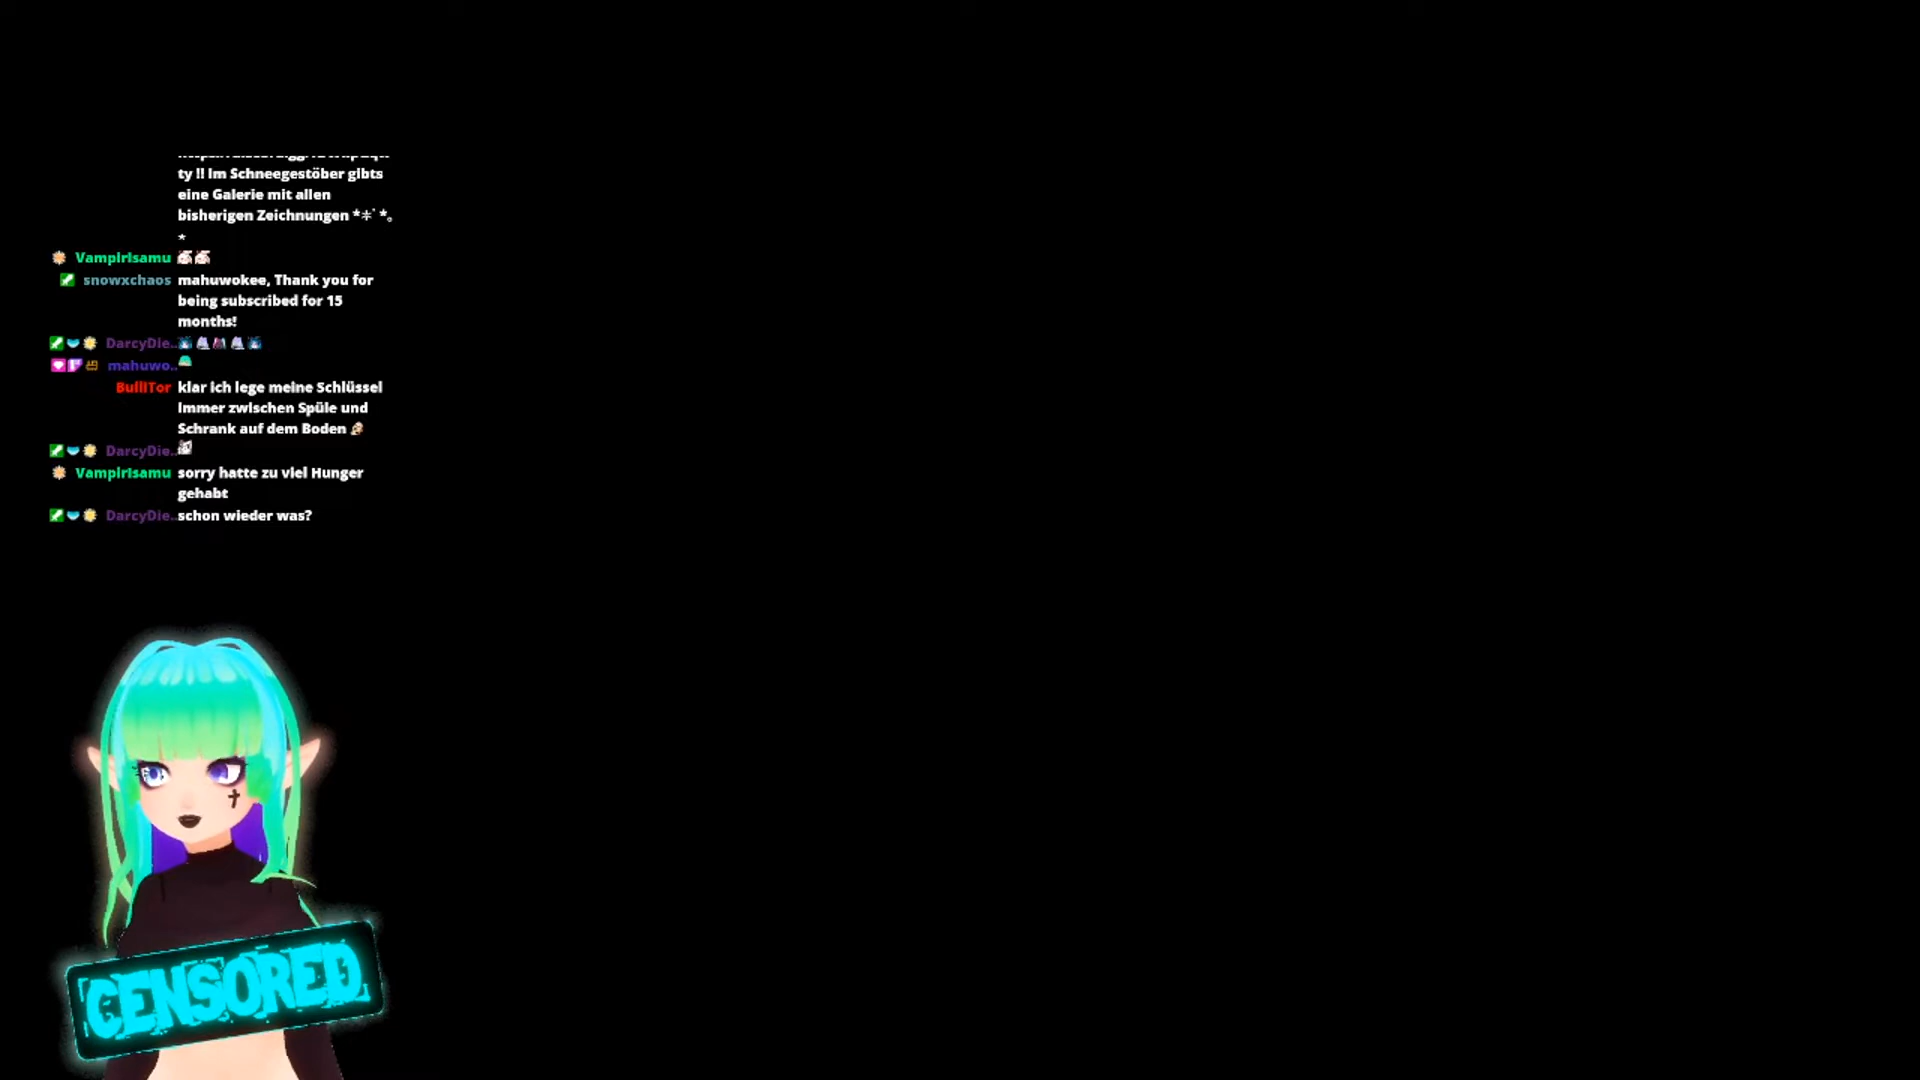 ty !! Im Schneegestöber gibts
eine Galerie mit allen
bisherigen Zeichnungen *
*
Vampirisamu
snowxchaos mahuwokee, Thank you for
being subscribed for 15
months!
DarcyDie..
mahuwo..
BulliTor klar ich lege meine Schlüssel
immer zwischen Spüle und
Schrank auf dem Boden
DarcyDie..
Vampirisamu sorry hatte zu viel Hunger
gehabt
DarcyDie.. schon wieder was?
CENSORED